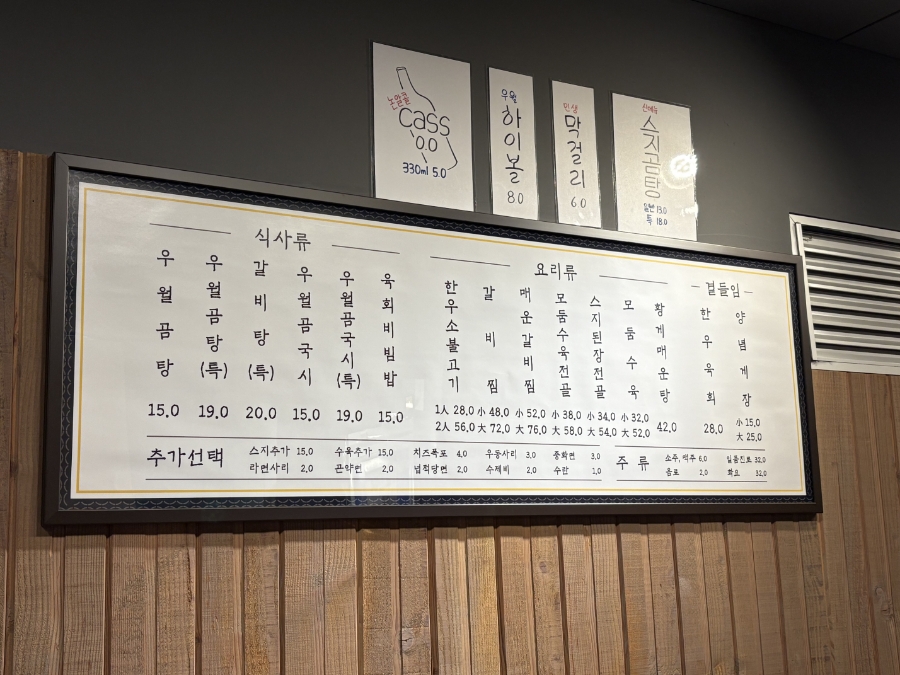 논알콜
Cass
0.0
330ml 5.0
우월
하이볼
8.0
인생
막걸리
6.0
신메뉴
스지곰탕
일반 15.0
특 18.0
식사류
우월곰탕
15.0
우월곰탕(특)
19.0
갈비탕(특)
20.0
우월곰국시
15.0
우월곰국시(특)
19.0
육회비빔밥
15.0
요리류
한우소불고기
1人 28.0
2人 56.0
갈비찜
小 48.0
大 72.0
매운갈비찜
小 52.0
大 76.0
모둠수육전골
小 38.0
大 58.0
스지된장전골
小 34.0
大 54.0
모둠수육
小 32.0
大 52.0
황게매운탕
42.0
곁들임
한우육회
28.0
양념게장
小 15.0
大 25.0
추가선택
스지추가 15.0
라면사리 2.0
수육추가 15.0
곤약면 2.0
치즈폭포 4.0
넓적당면 2.0
우동사리 3.0
수제비 2.0
중화면 3.0
수란 1.0
주류
소주, 맥주 6.0
음료 2.0
일품진로 32.0
화요 32.0